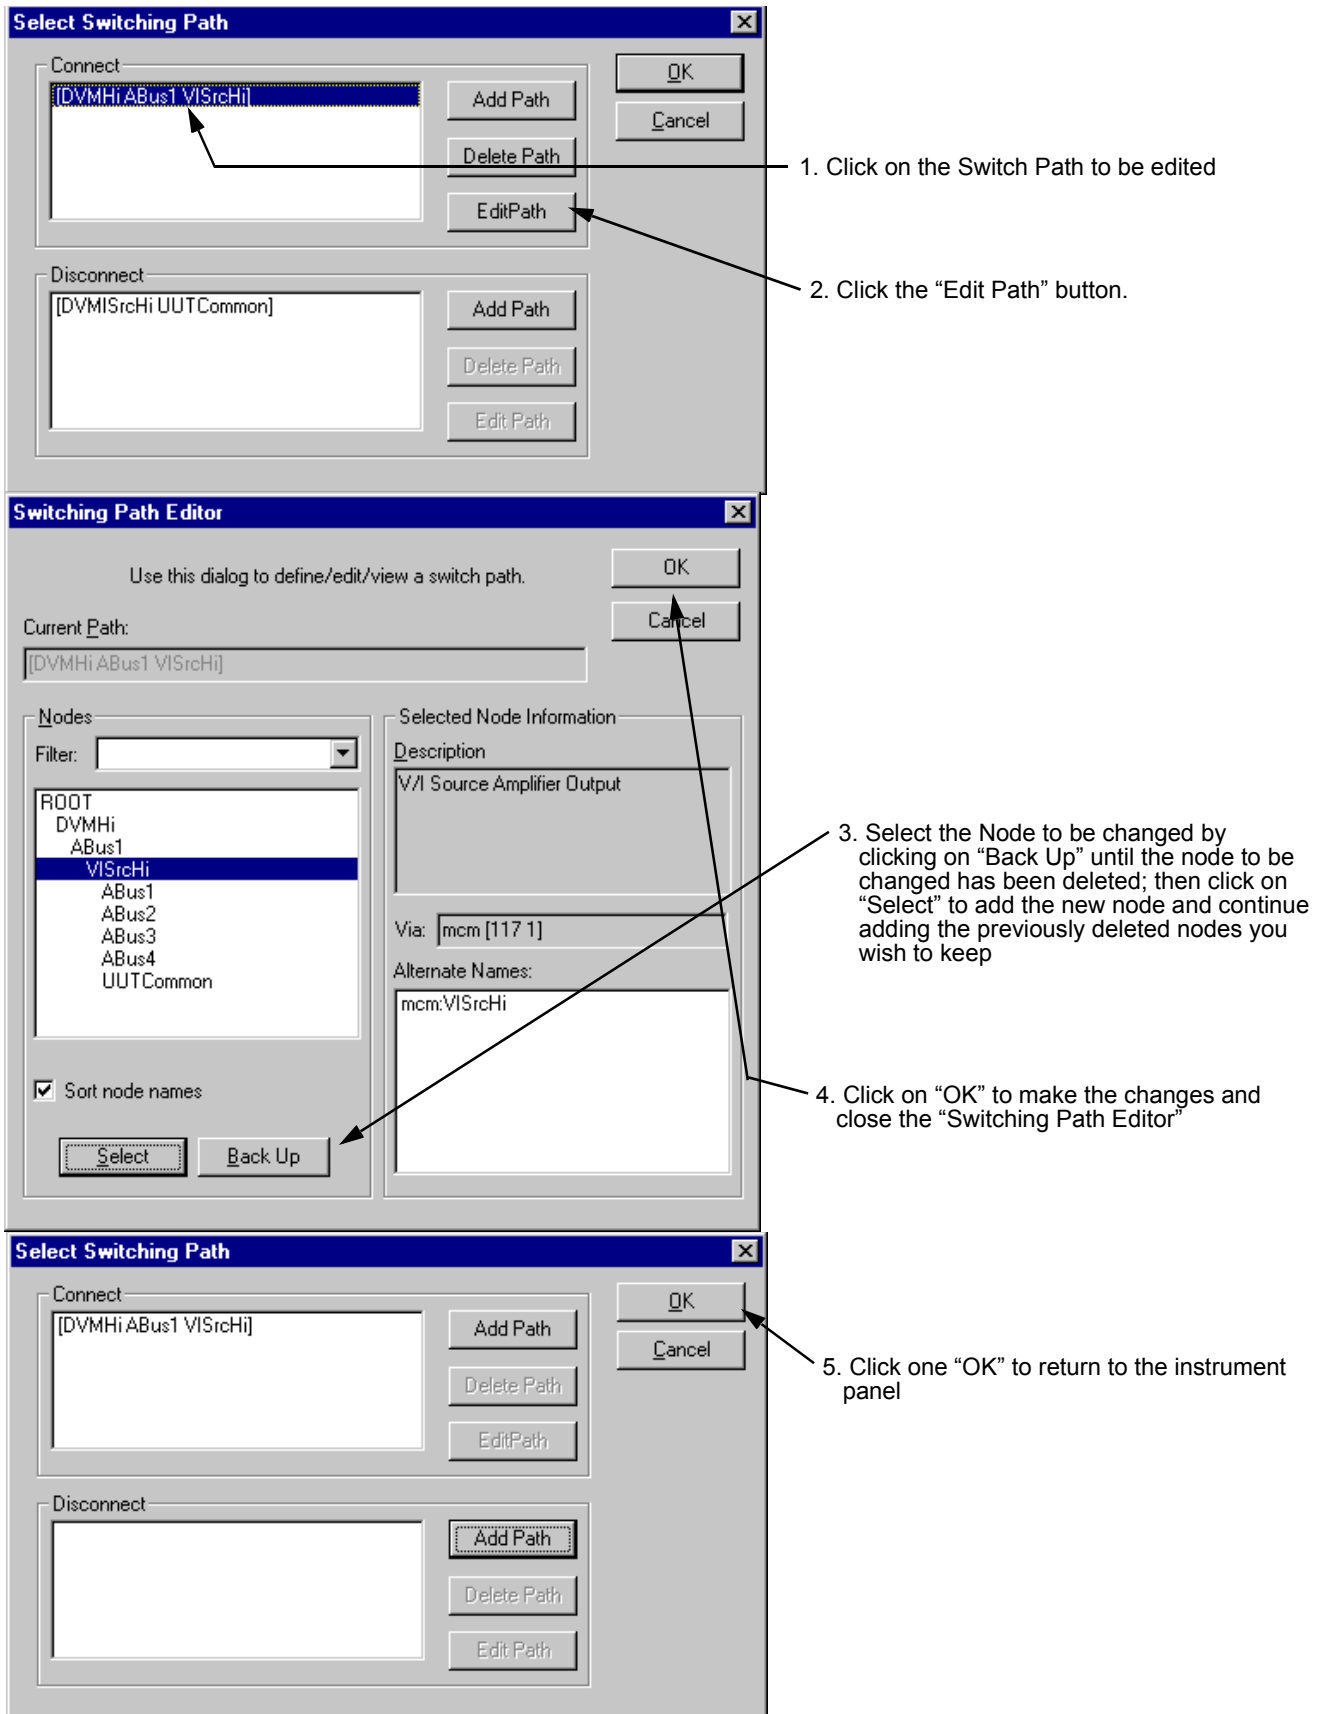 Select Switching Path
Connect
[DVMHi ABus1 VISrcHi]
Add Path
Delete Path
EditPath
OK
Cancel
1. Click on the Switch Path to be edited
2. Click the “Edit Path” button.
Disconnect
[DVMISrcHi UUTCommon]
Add Path
Delete Path
Edit Path
Switching Path Editor
Use this dialog to define/edit/view a switch path.
OK
Cancel
Current Path:
[DVMHi ABus1 VISrcHi]
Nodes
Filter:
ROOT
DVMHi
ABus1
VISrcHi
ABus1
ABus2
ABus3
ABus4
UUTCommon
Sort node names
Select
Back Up
Selected Node Information
Description
V/I Source Amplifier Output
Via:
mcm [117 1]
Alternate Names:
mcm:VISrcHi
3. Select the Node to be changed by
clicking on “Back Up” until the node to be
changed has been deleted; then click on
“Select” to add the new node and continue
adding the previously deleted nodes you
wish to keep
4. Click on “OK” to make the changes and
close the “Switching Path Editor”
Select Switching Path
Connect
[DVMHi ABus1 VISrcHi]
Add Path
Delete Path
EditPath
OK
Cancel
5. Click one “OK” to return to the instrument
panel
Disconnect
Add Path
Delete Path
Edit Path